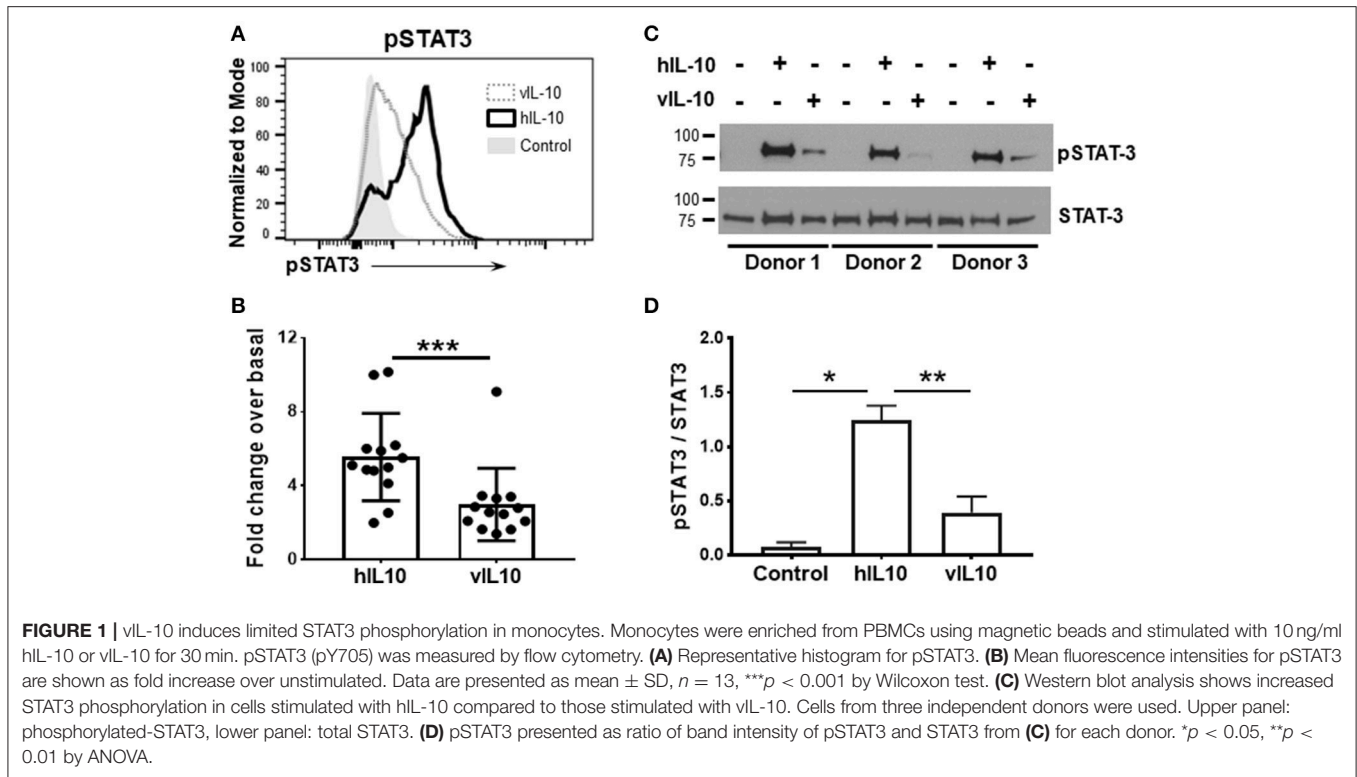 A
pSTAT3
Normalized to Mode
100
80
60
40
20
0
vIL-10
hIL-10
Control
pSTAT3
B
Fold change over basal
12
8
4
0
***
hIL10
vIL10
C
hIL-10 - + - - + - - + -
vIL-10 - - + - - + - - +
100
75
pSTAT-3
100
75
STAT-3
Donor 1 Donor 2 Donor 3
D
pSTAT3 / STAT3
2.0
1.5
1.0
0.5
0.0
*
**
Control
hIL10
vIL10
FIGURE 1 | vIL-10 induces limited STAT3 phosphorylation in monocytes. Monocytes were enriched from PBMCs using magnetic beads and stimulated with 10 ng/ml
hIL-10 or vIL-10 for 30 min. pSTAT3 (pY705) was measured by flow cytometry. (A) Representative histogram for pSTAT3. (B) Mean fluorescence intensities for pSTAT3
are shown as fold increase over unstimulated. Data are presented as mean ± SD, n = 13, ***p < 0.001 by Wilcoxon test. (C) Western blot analysis shows increased
STAT3 phosphorylation in cells stimulated with hIL-10 compared to those stimulated with vIL-10. Cells from three independent donors were used. Upper panel:
phosphorylated-STAT3, lower panel: total STAT3. (D) pSTAT3 presented as ratio of band intensity of pSTAT3 and STAT3 from (C) for each donor. *p < 0.05, **p <
0.01 by ANOVA.